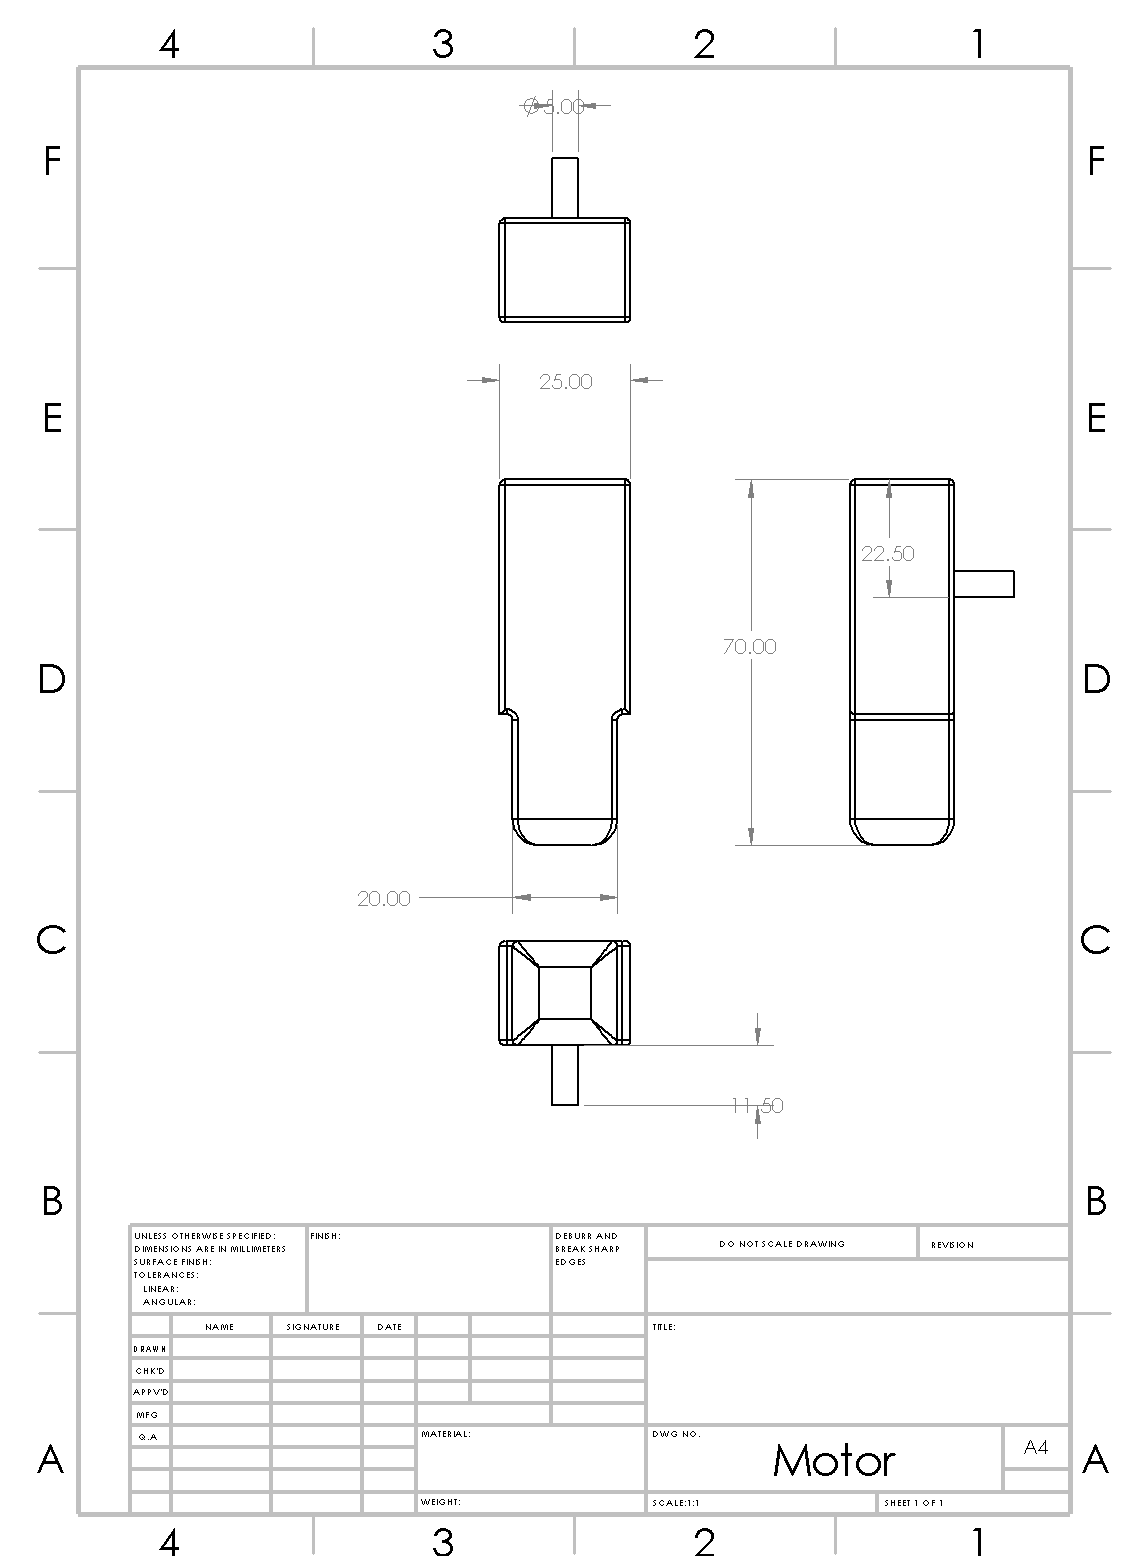 4 3 2 1
⌀5.00
F F
25.00
E E
22.50
70.00
D D
20.00
C C
11.50
B B
UNLESS OTHERWISE SPECIFIED:
DIMENSIONS ARE IN MILLIMETERS
SURFACE FINISH:
TOLERANCES:
LINEAR:
ANGULAR:
FINISH:
DEBURR AND
BREAK SHARP
EDGES
DO NOT SCALE DRAWING
REVISION
NAME SIGNATURE DATE
TITLE:
DRAWN
CHK'D
APPV'D
MFG
Q.A
MATERIAL:
DWG NO.
Motor
A4
A A
WEIGHT:
SCALE:1:1
SHEET 1 OF 1
4 3 2 1